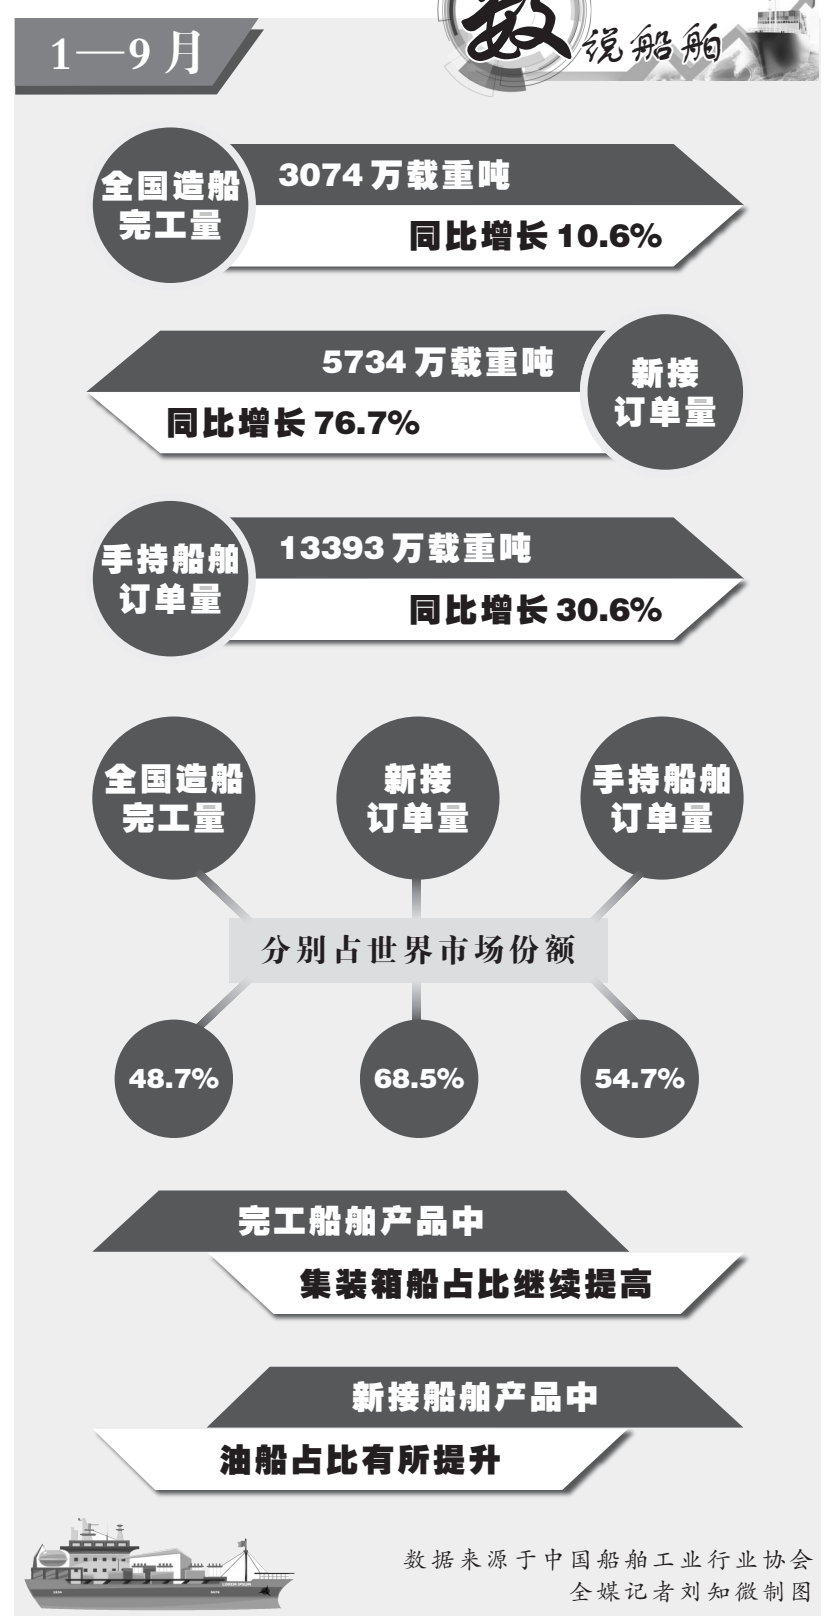 1—9月
数说船舶
全国造船
完工量
3074万载重吨
同比增长10.6%
5734万载重吨
同比增长76.7%
新接
订单量
手持船舶
订单量
13393万载重吨
同比增长30.6%
全国造船
完工量
新接
订单量
手持船舶
订单量
分别占世界市场份额
48.7%
68.5%
54.7%
完工船舶产品中
集装箱船占比继续提高
新接船舶产品中
油船占比有所提升
数据来源于中国船舶工业行业协会
全媒记者刘知微制图